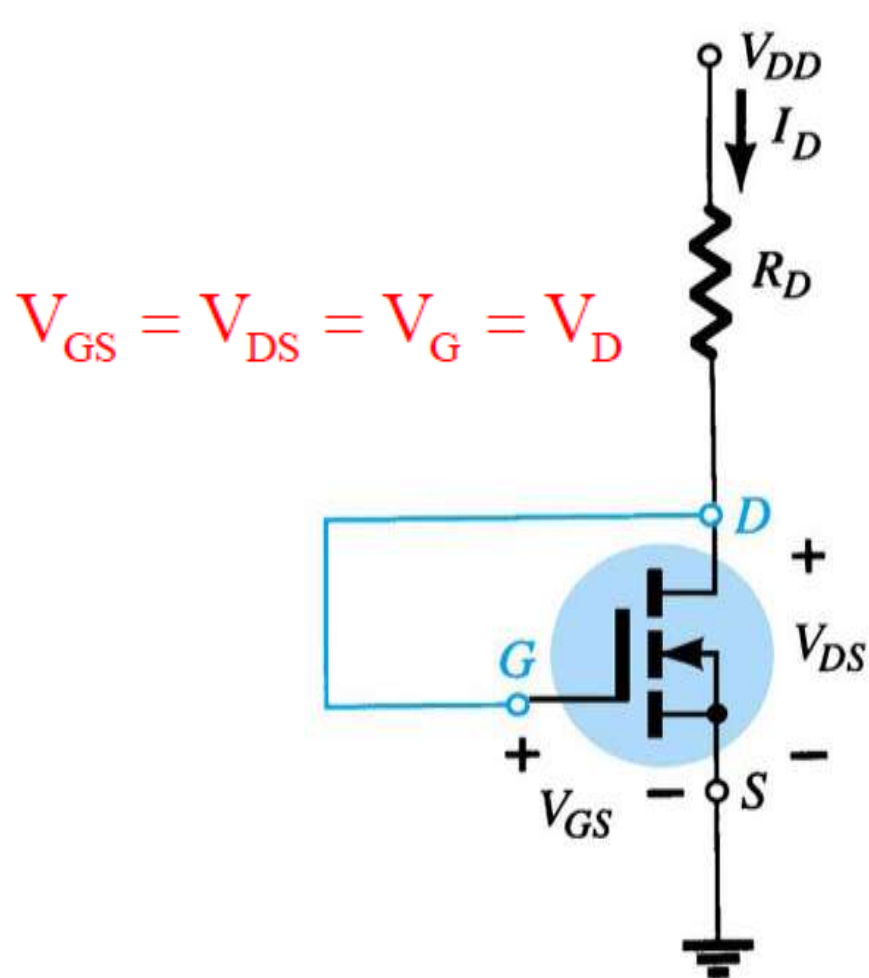 V_DD
I_D
R_D
V_GS = V_DS = V_G = V_D
D
+
G
V_DS
+
−
V_GS
−
S